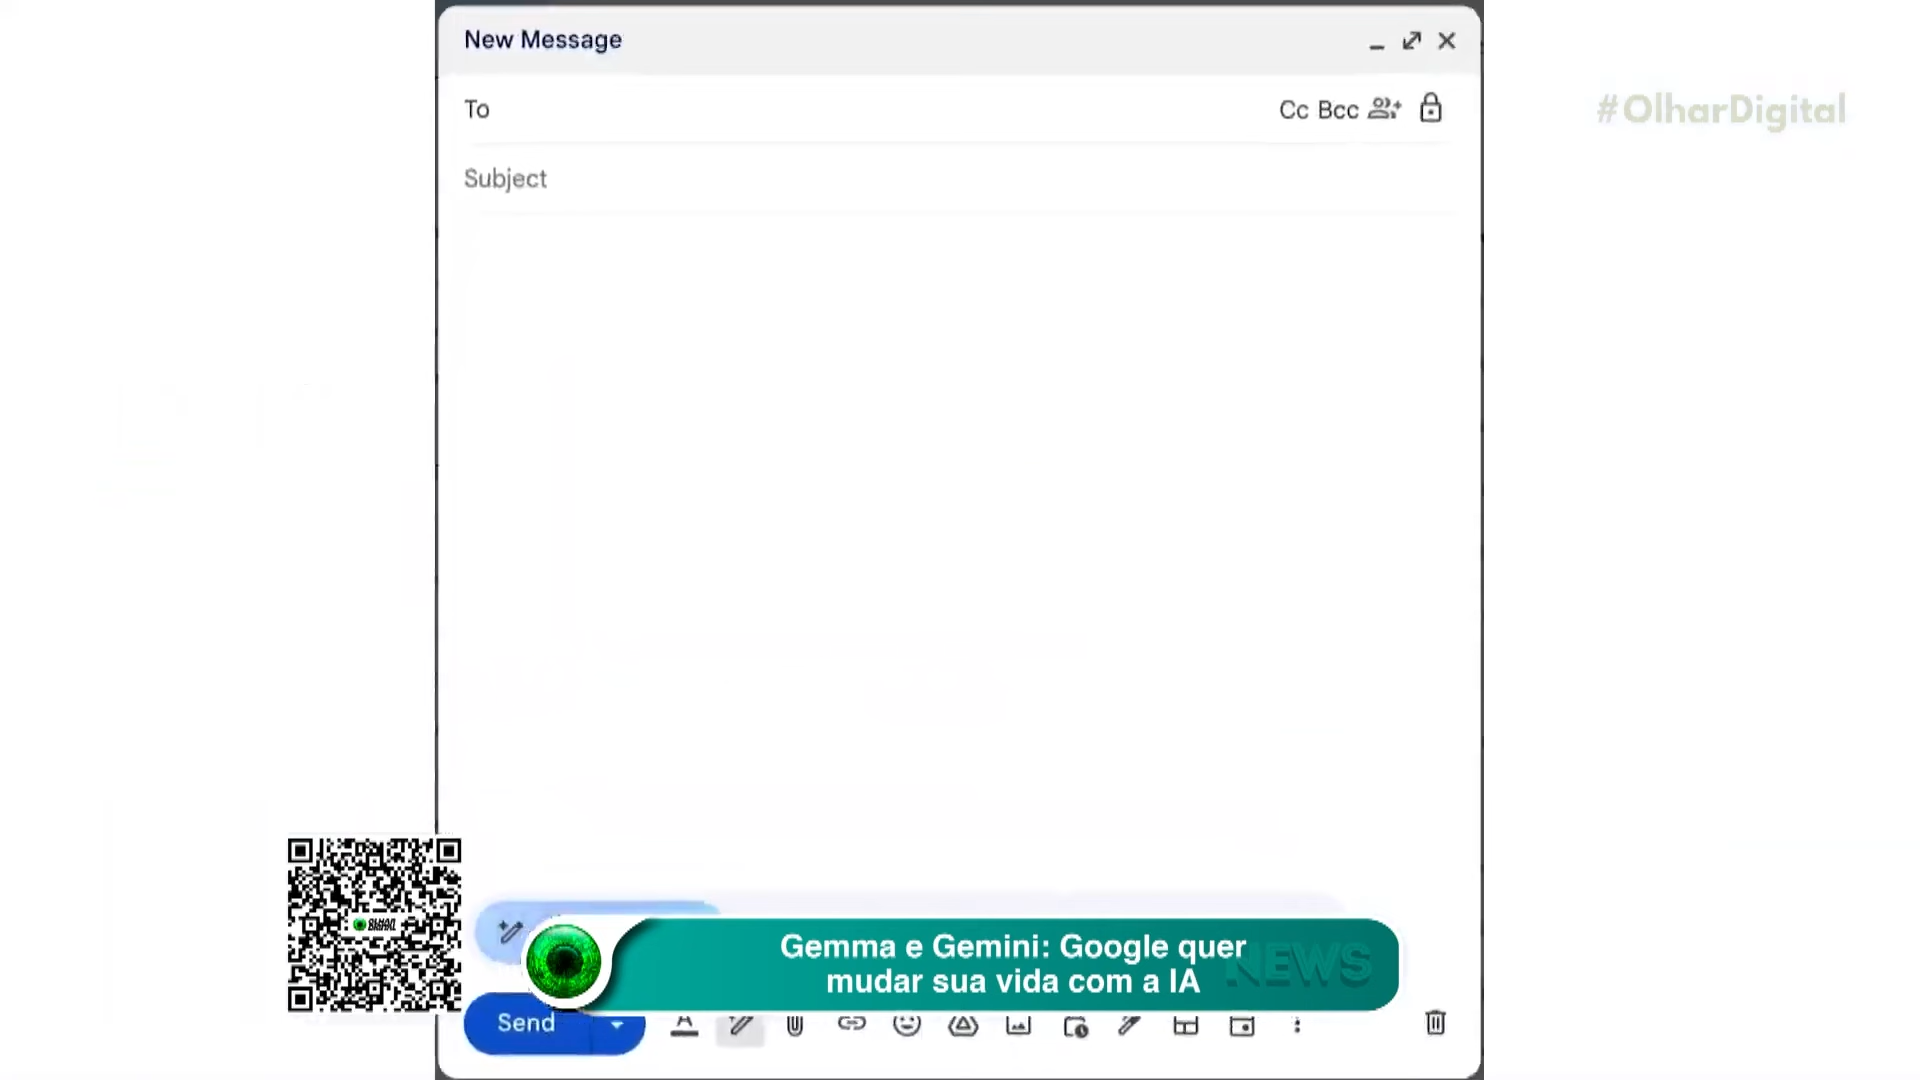 New Message
To
Cc Bcc
#OlharDigital
Subject
Gemma e Gemini: Google quer
mudar sua vida com a IA
NEWS
Send